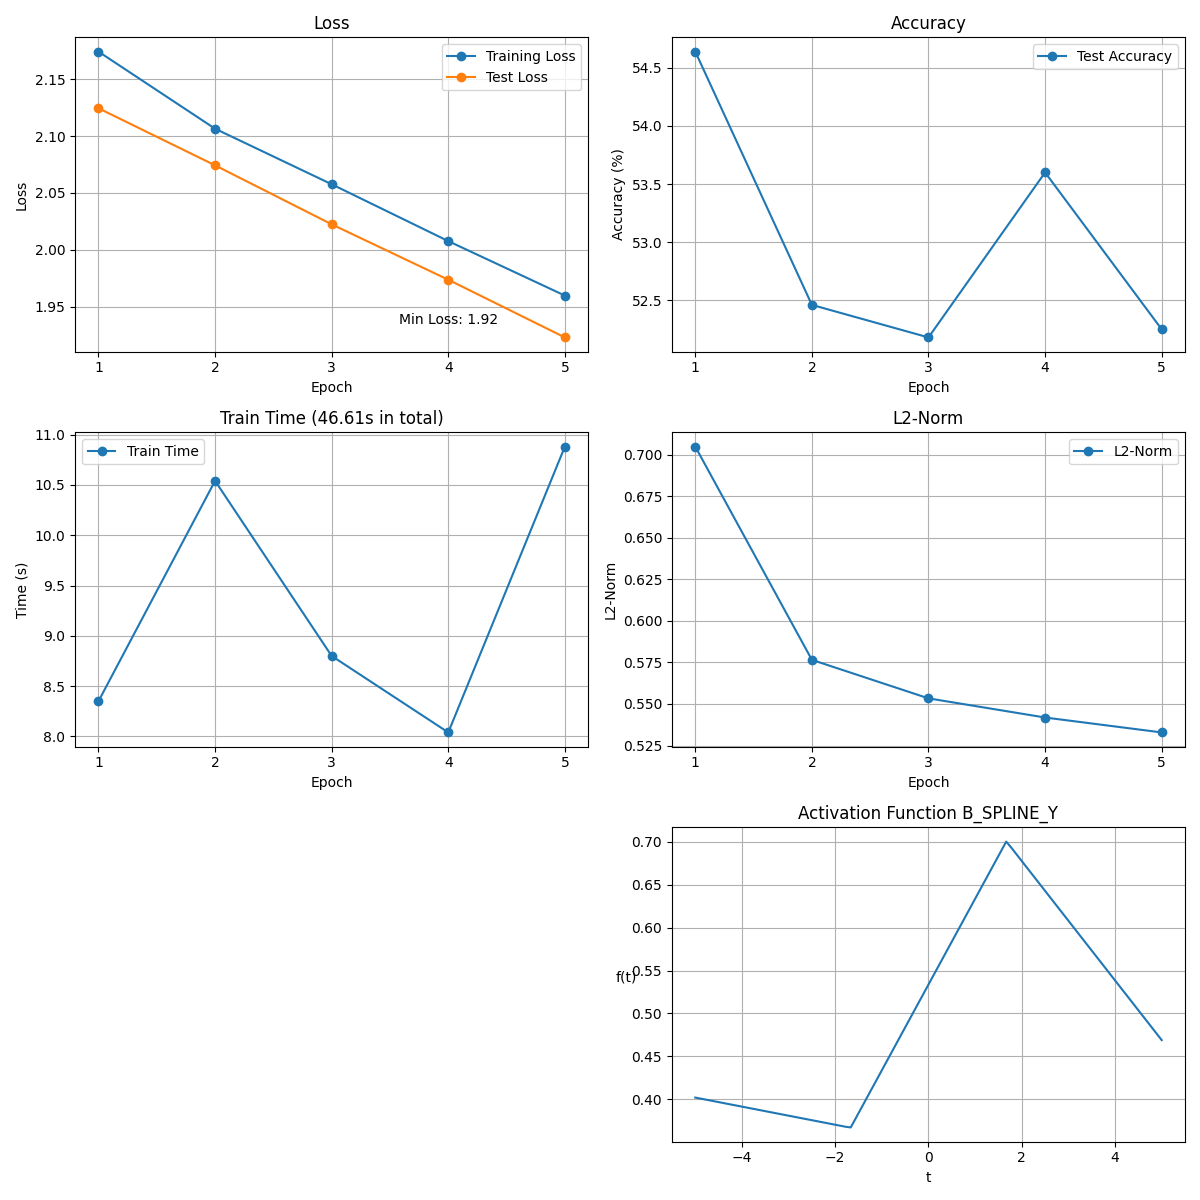 Loss
Training Loss
Test Loss
2.15
2.10
2.05
2.00
1.95
Loss
Min Loss: 1.92
1 2 3 4 5
Epoch
Accuracy
Test Accuracy
54.5
54.0
53.5
53.0
52.5
Accuracy (%)
1 2 3 4 5
Epoch
Train Time (46.61s in total)
Train Time
11.0
10.5
10.0
9.5
9.0
8.5
8.0
Time (s)
1 2 3 4 5
Epoch
L2-Norm
L2-Norm
0.700
0.675
0.650
0.625
0.600
0.575
0.550
0.525
L2-Norm
1 2 3 4 5
Epoch
Activation Function B_SPLINE_Y
0.70
0.65
0.60
0.55
0.50
0.45
0.40
f(t)
−4 −2 0 2 4
t